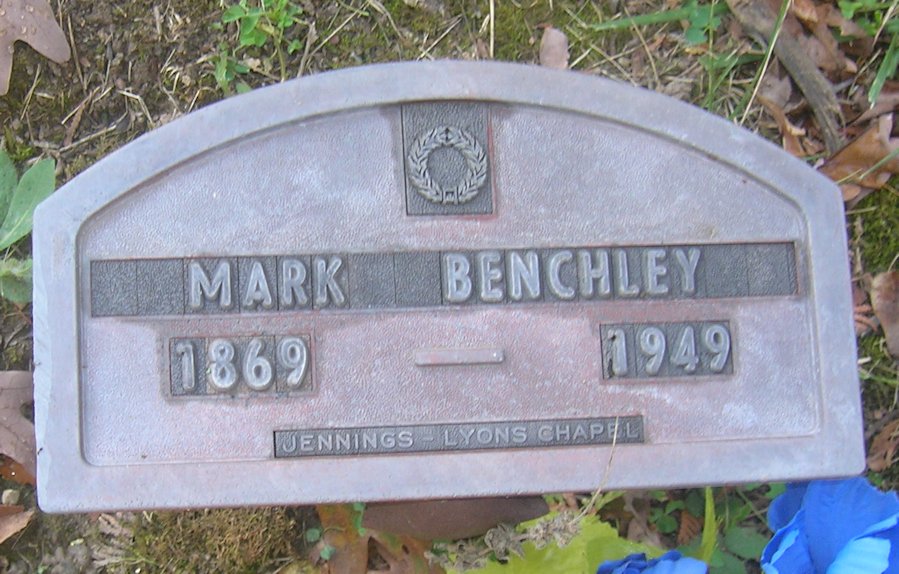 MARK BENCHLEY
1869 — 1949
JENNINGS - LYONS CHAPEL